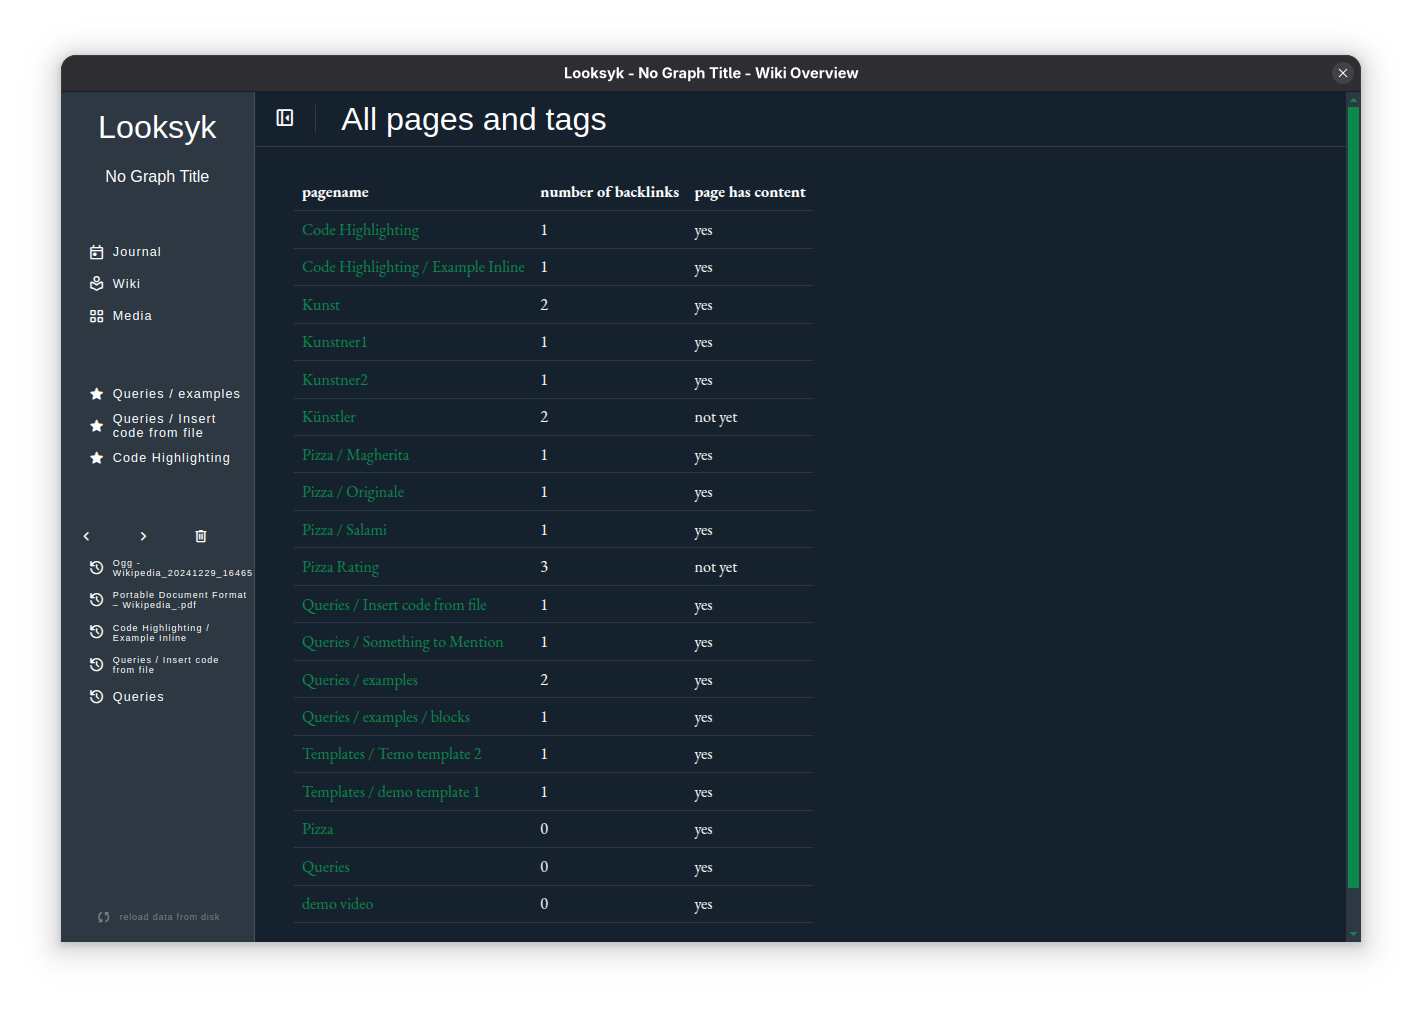 Looksyk - No Graph Title - Wiki Overview
Looksyk
No Graph Title
Journal
Wiki
Media
Queries / examples
Queries / Insert
code from file
Code Highlighting
Ogg -
Wikipedia_20241229_16465
Portable Document Format
– Wikipedia_.pdf
Code Highlighting /
Example Inline
Queries / Insert code
from file
Queries
reload data from disk
All pages and tags
pagename number of backlinks page has content
Code Highlighting 1 yes
Code Highlighting / Example Inline 1 yes
Kunst 2 yes
Kunstner1 1 yes
Kunstner2 1 yes
Künstler 2 not yet
Pizza / Magherita 1 yes
Pizza / Originale 1 yes
Pizza / Salami 1 yes
Pizza Rating 3 not yet
Queries / Insert code from file 1 yes
Queries / Something to Mention 1 yes
Queries / examples 2 yes
Queries / examples / blocks 1 yes
Templates / Temo template 2 1 yes
Templates / demo template 1 1 yes
Pizza 0 yes
Queries 0 yes
demo video 0 yes